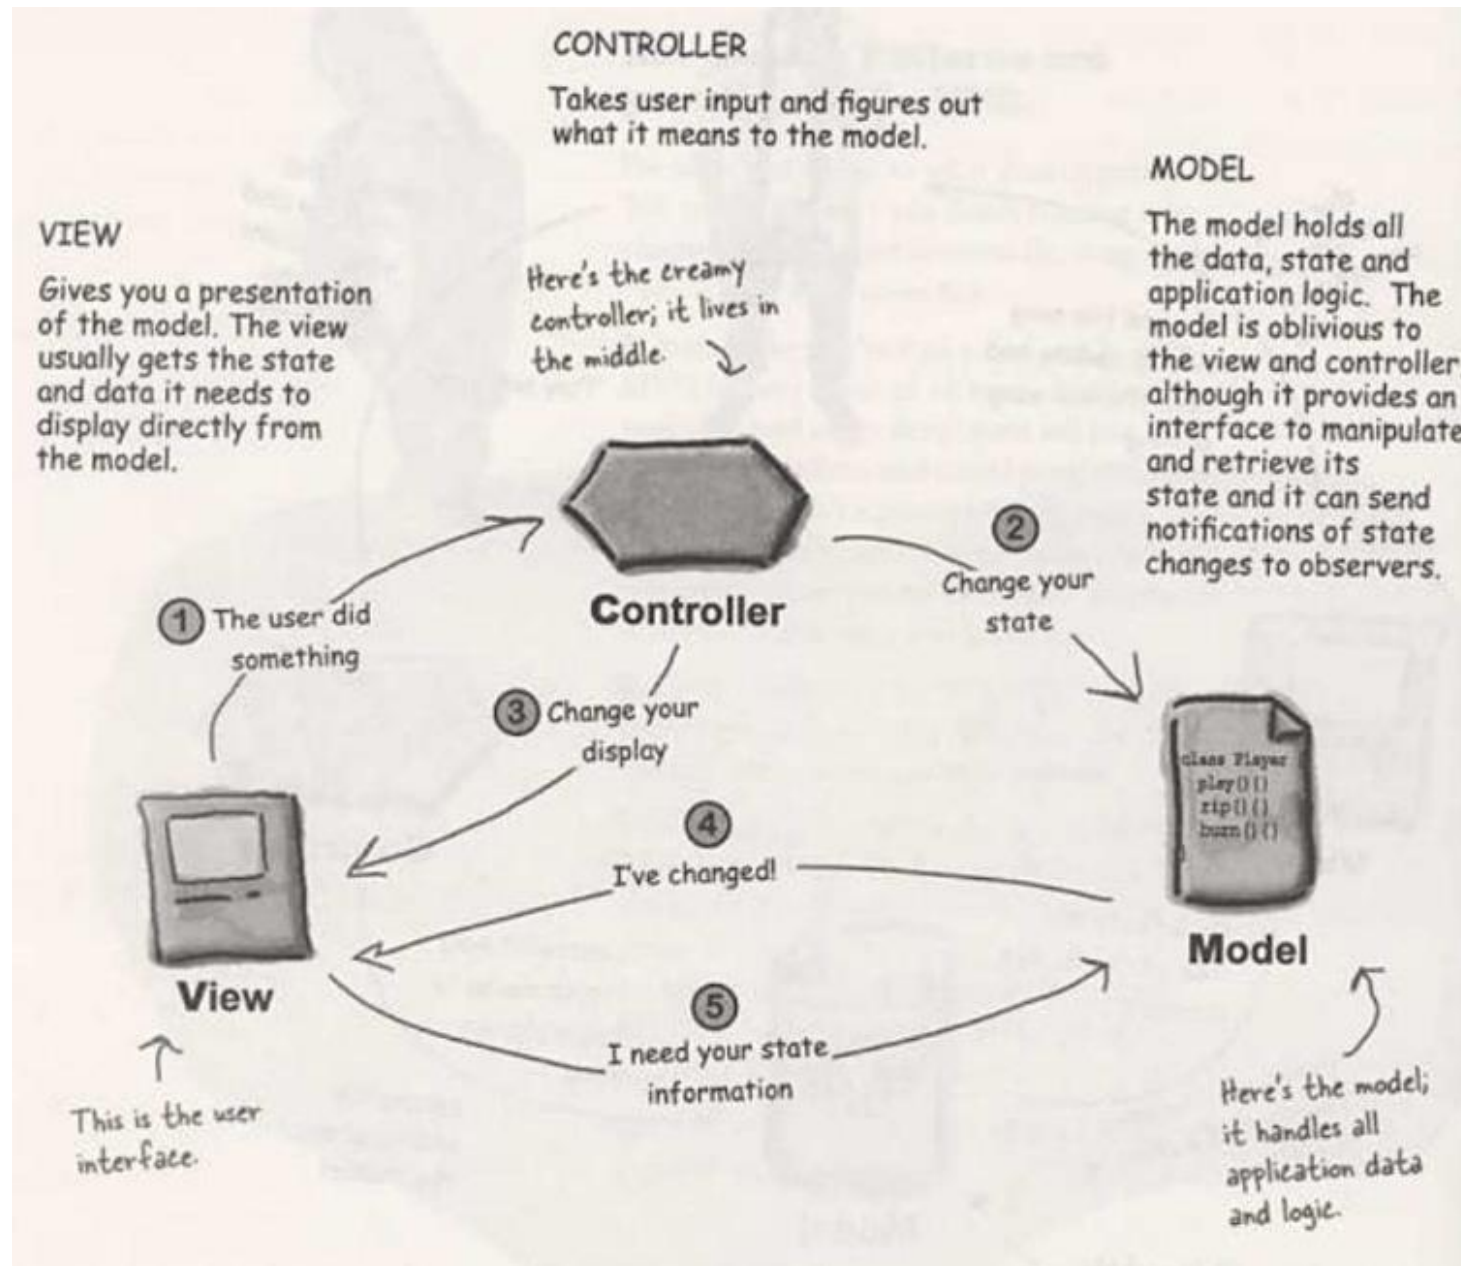 CONTROLLER
Takes user input and figures out
what it means to the model.
MODEL
The model holds all
the data, state and
application logic. The
model is oblivious to
the view and controller
although it provides an
interface to manipulate
and retrieve its
state and it can send
notifications of state
changes to observers.
VIEW
Gives you a presentation
of the model. The view
usually gets the state
and data it needs to
display directly from
the model.
Here's the creamy
controller; it lives in
the middle.
Controller
1 The user did
something
2
Change your
state
3 Change your
display
class Player
play(){}
rip(){}
burn(){}
4
I've changed!
Model
View
5
I need your state
information
This is the user
interface.
Here's the model;
it handles all
application data
and logic.